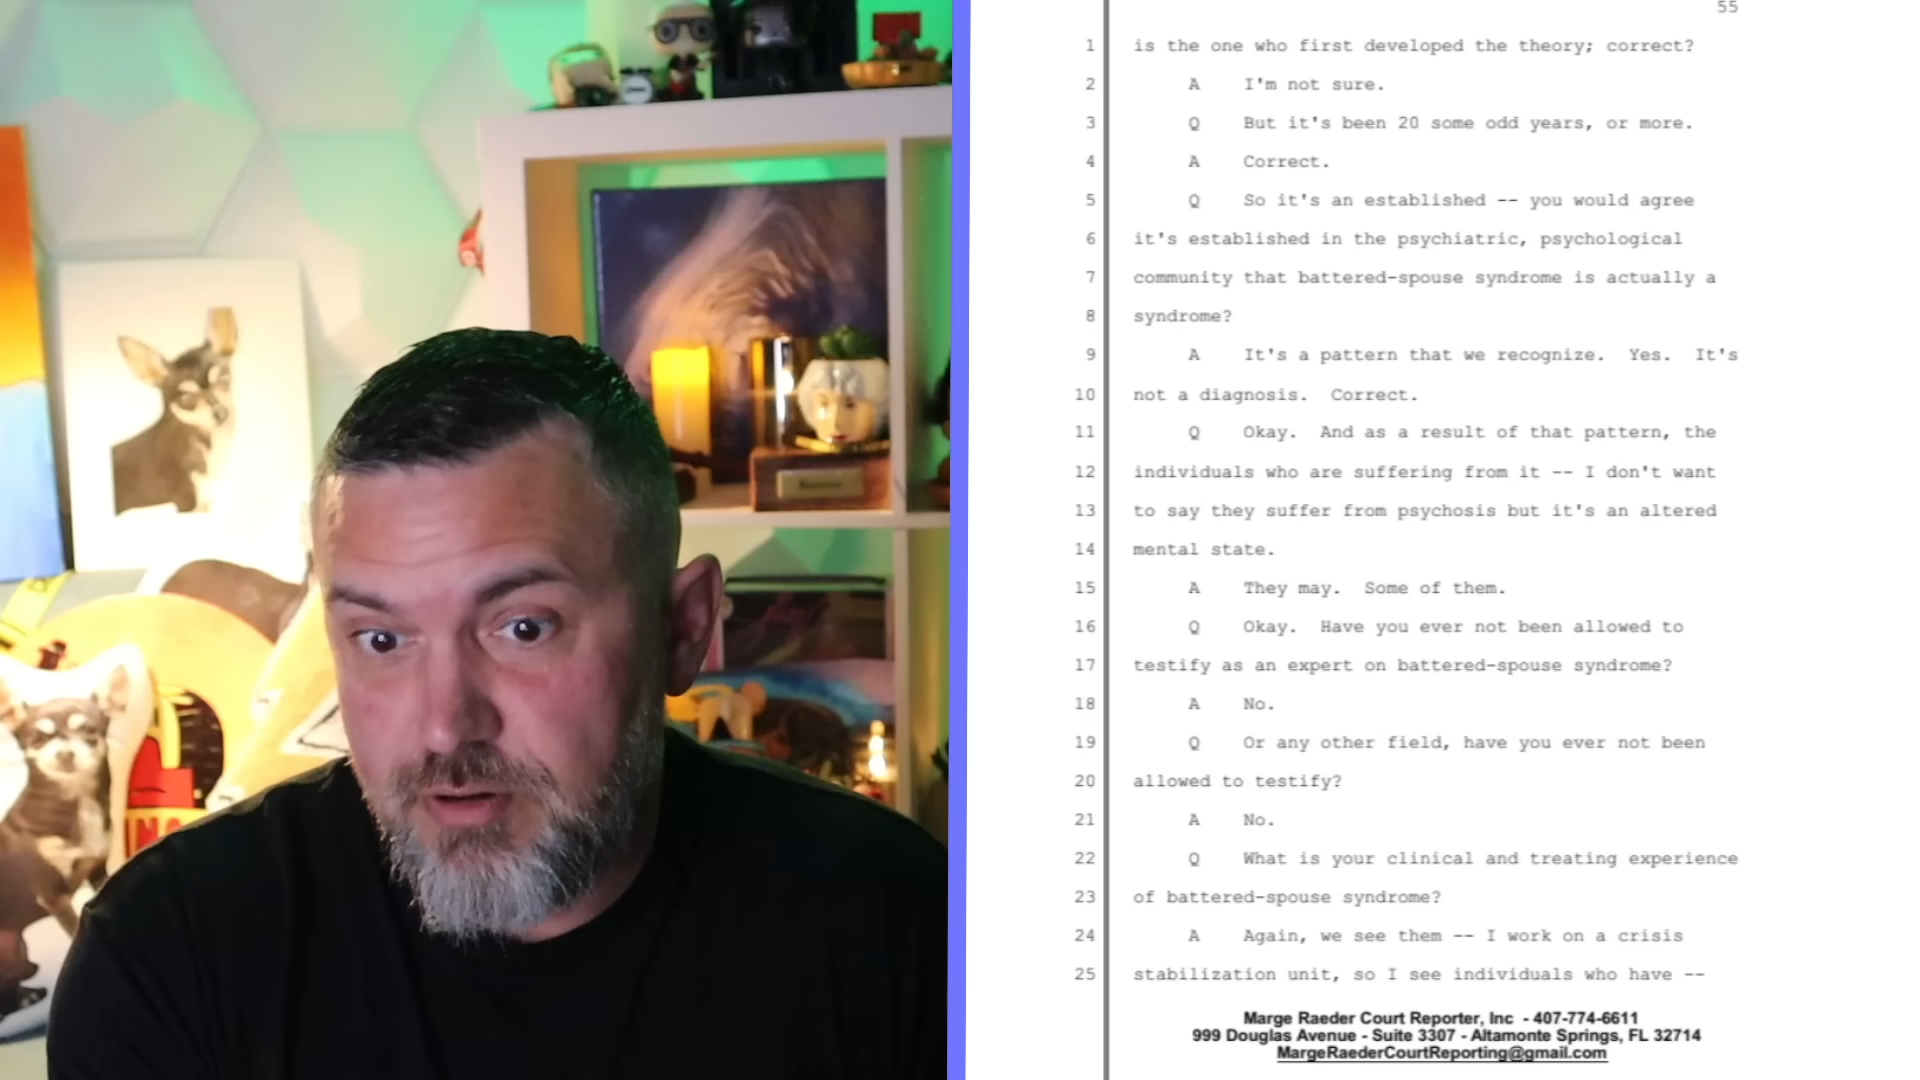 55
1 is the one who first developed the theory; correct?
2 A I'm not sure.
3 Q But it's been 20 some odd years, or more.
4 A Correct.
5 Q So it's an established -- you would agree
6 it's established in the psychiatric, psychological
7 community that battered-spouse syndrome is actually a
8 syndrome?
9 A It's a pattern that we recognize. Yes. It's
10 not a diagnosis. Correct.
11 Q Okay. And as a result of that pattern, the
12 individuals who are suffering from it -- I don't want
13 to say they suffer from psychosis but it's an altered
14 mental state.
15 A They may. Some of them.
16 Q Okay. Have you ever not been allowed to
17 testify as an expert on battered-spouse syndrome?
18 A No.
19 Q Or any other field, have you ever not been
20 allowed to testify?
21 A No.
22 Q What is your clinical and treating experience
23 of battered-spouse syndrome?
24 A Again, we see them -- I work on a crisis
25 stabilization unit, so I see individuals who have --
Marge Raeder Court Reporter, Inc - 407-774-6611
999 Douglas Avenue - Suite 3307 - Altamonte Springs, FL 32714
MargeRaederCourtReporting@gmail.com